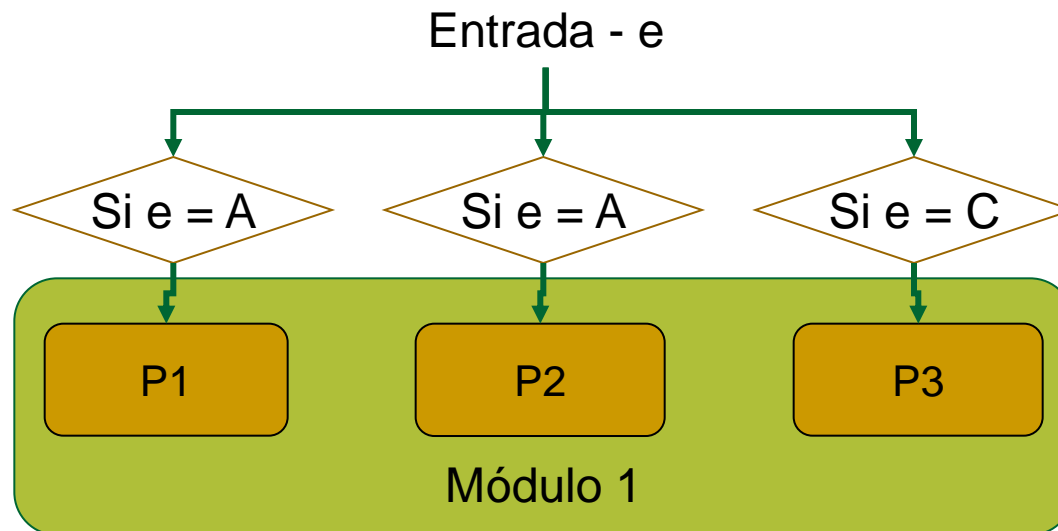 Entrada - e
Si e = A
Si e = A
Si e = C
P1
P2
P3
Módulo 1